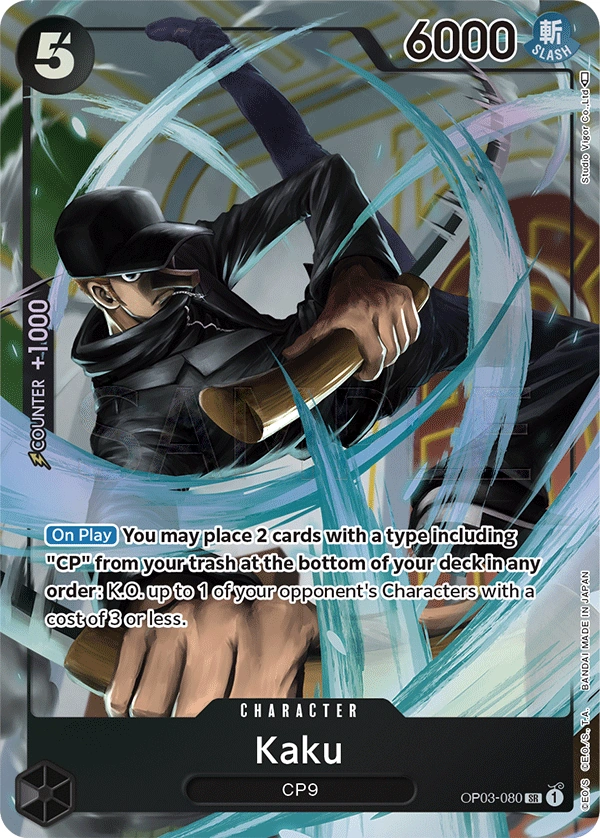 5
6000
斬
SLASH
Studio Vigor Co.,Ltd
COUNTER +1000
SAMPLE
On Play You may place 2 cards with a type including
"CP" from your trash at the bottom of your deck in any
order: K.O. up to 1 of your opponent's Characters with a
cost of 3 or less.
BANDAI MADE IN JAPAN
©E.O/S., T.A.
CHARACTER
Kaku
CP9
OP03-080 SR 1